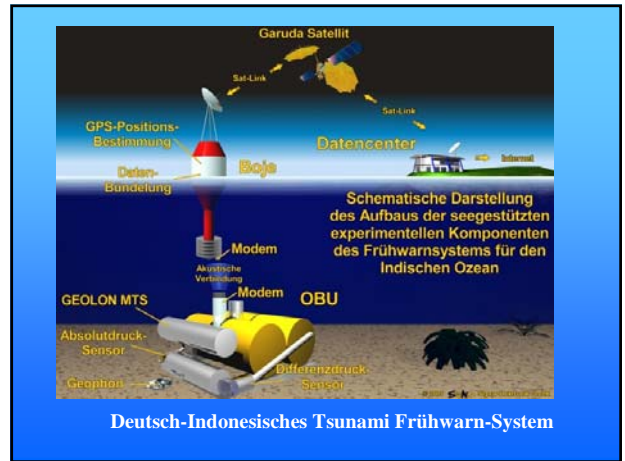 Garuda Satellit
Sat-Link
Sat-Link
GPS-Positions-
Bestimmung
Datencenter
Internet
Daten-
Bündelung
Boje
Schematische Darstellung
des Aufbaus der seegestützten
experimentellen Komponenten
des Frühwarnsystems für den
Indischen Ozean
Modem
Akustische
Verbindung
Modem
OBU
GEOLON MTS
Absolutdruck-
Sensor
Differenzdruck-
Sensor
Geophon
Deutsch-Indonesisches Tsunami Frühwarn-System